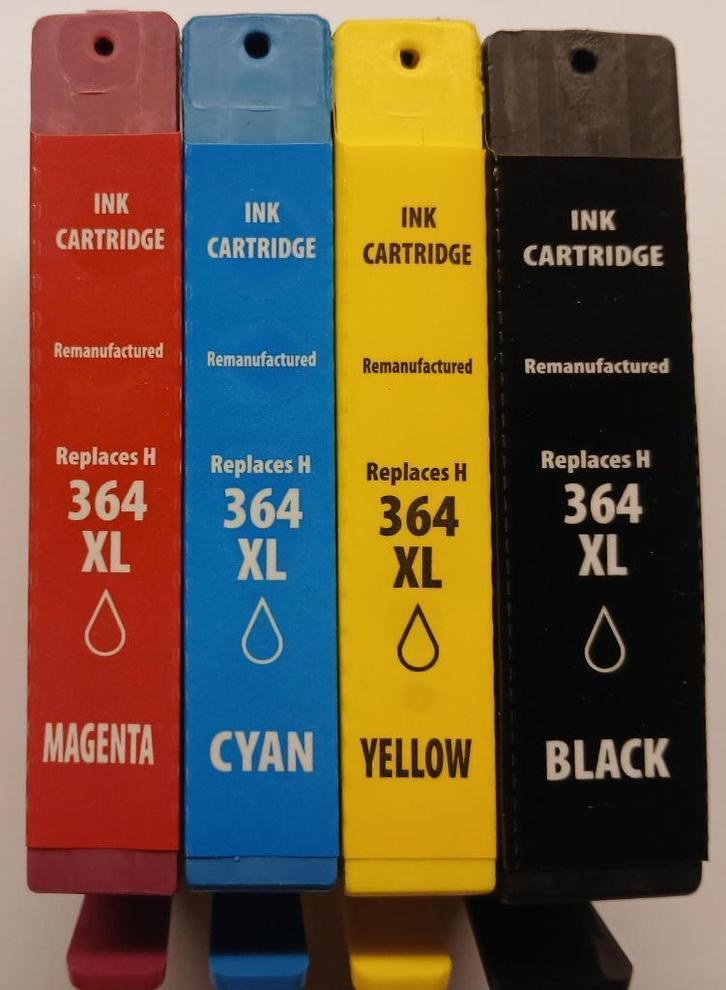 INK
CARTRIDGE
Remanufactured
Replaces H
364
XL
MAGENTA
INK
CARTRIDGE
Remanufactured
Replaces H
364
XL
CYAN
INK
CARTRIDGE
Remanufactured
Replaces H
364
XL
YELLOW
INK
CARTRIDGE
Remanufactured
Replaces H
364
XL
BLACK